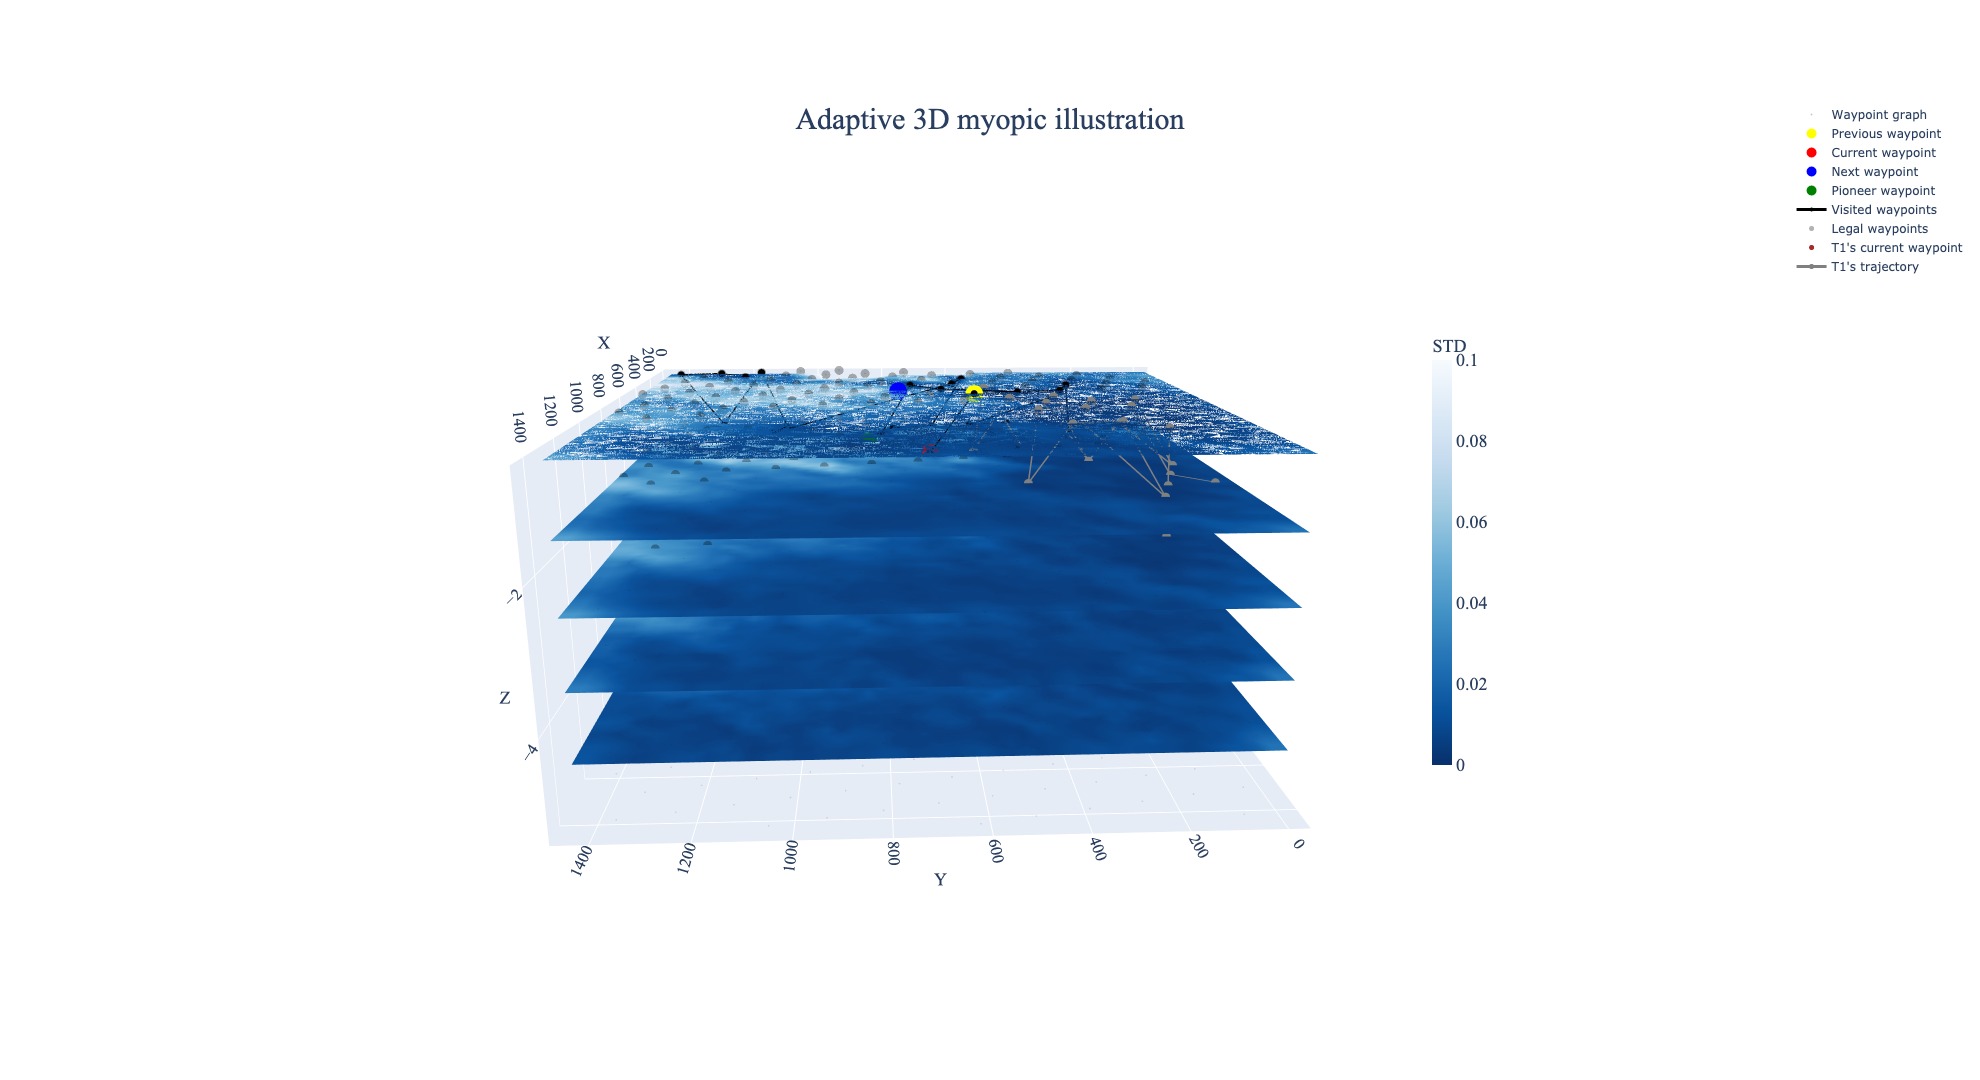 Adaptive 3D myopic illustration
Waypoint graph
Previous waypoint
Current waypoint
Next waypoint
Pioneer waypoint
Visited waypoints
Legal waypoints
T1's current waypoint
T1's trajectory
X
0
200
400
600
800
1000
1200
1400
Z
−2
−4
1400
1200
1000
800
600
400
200
0
Y
STD
0.1
0.08
0.06
0.04
0.02
0